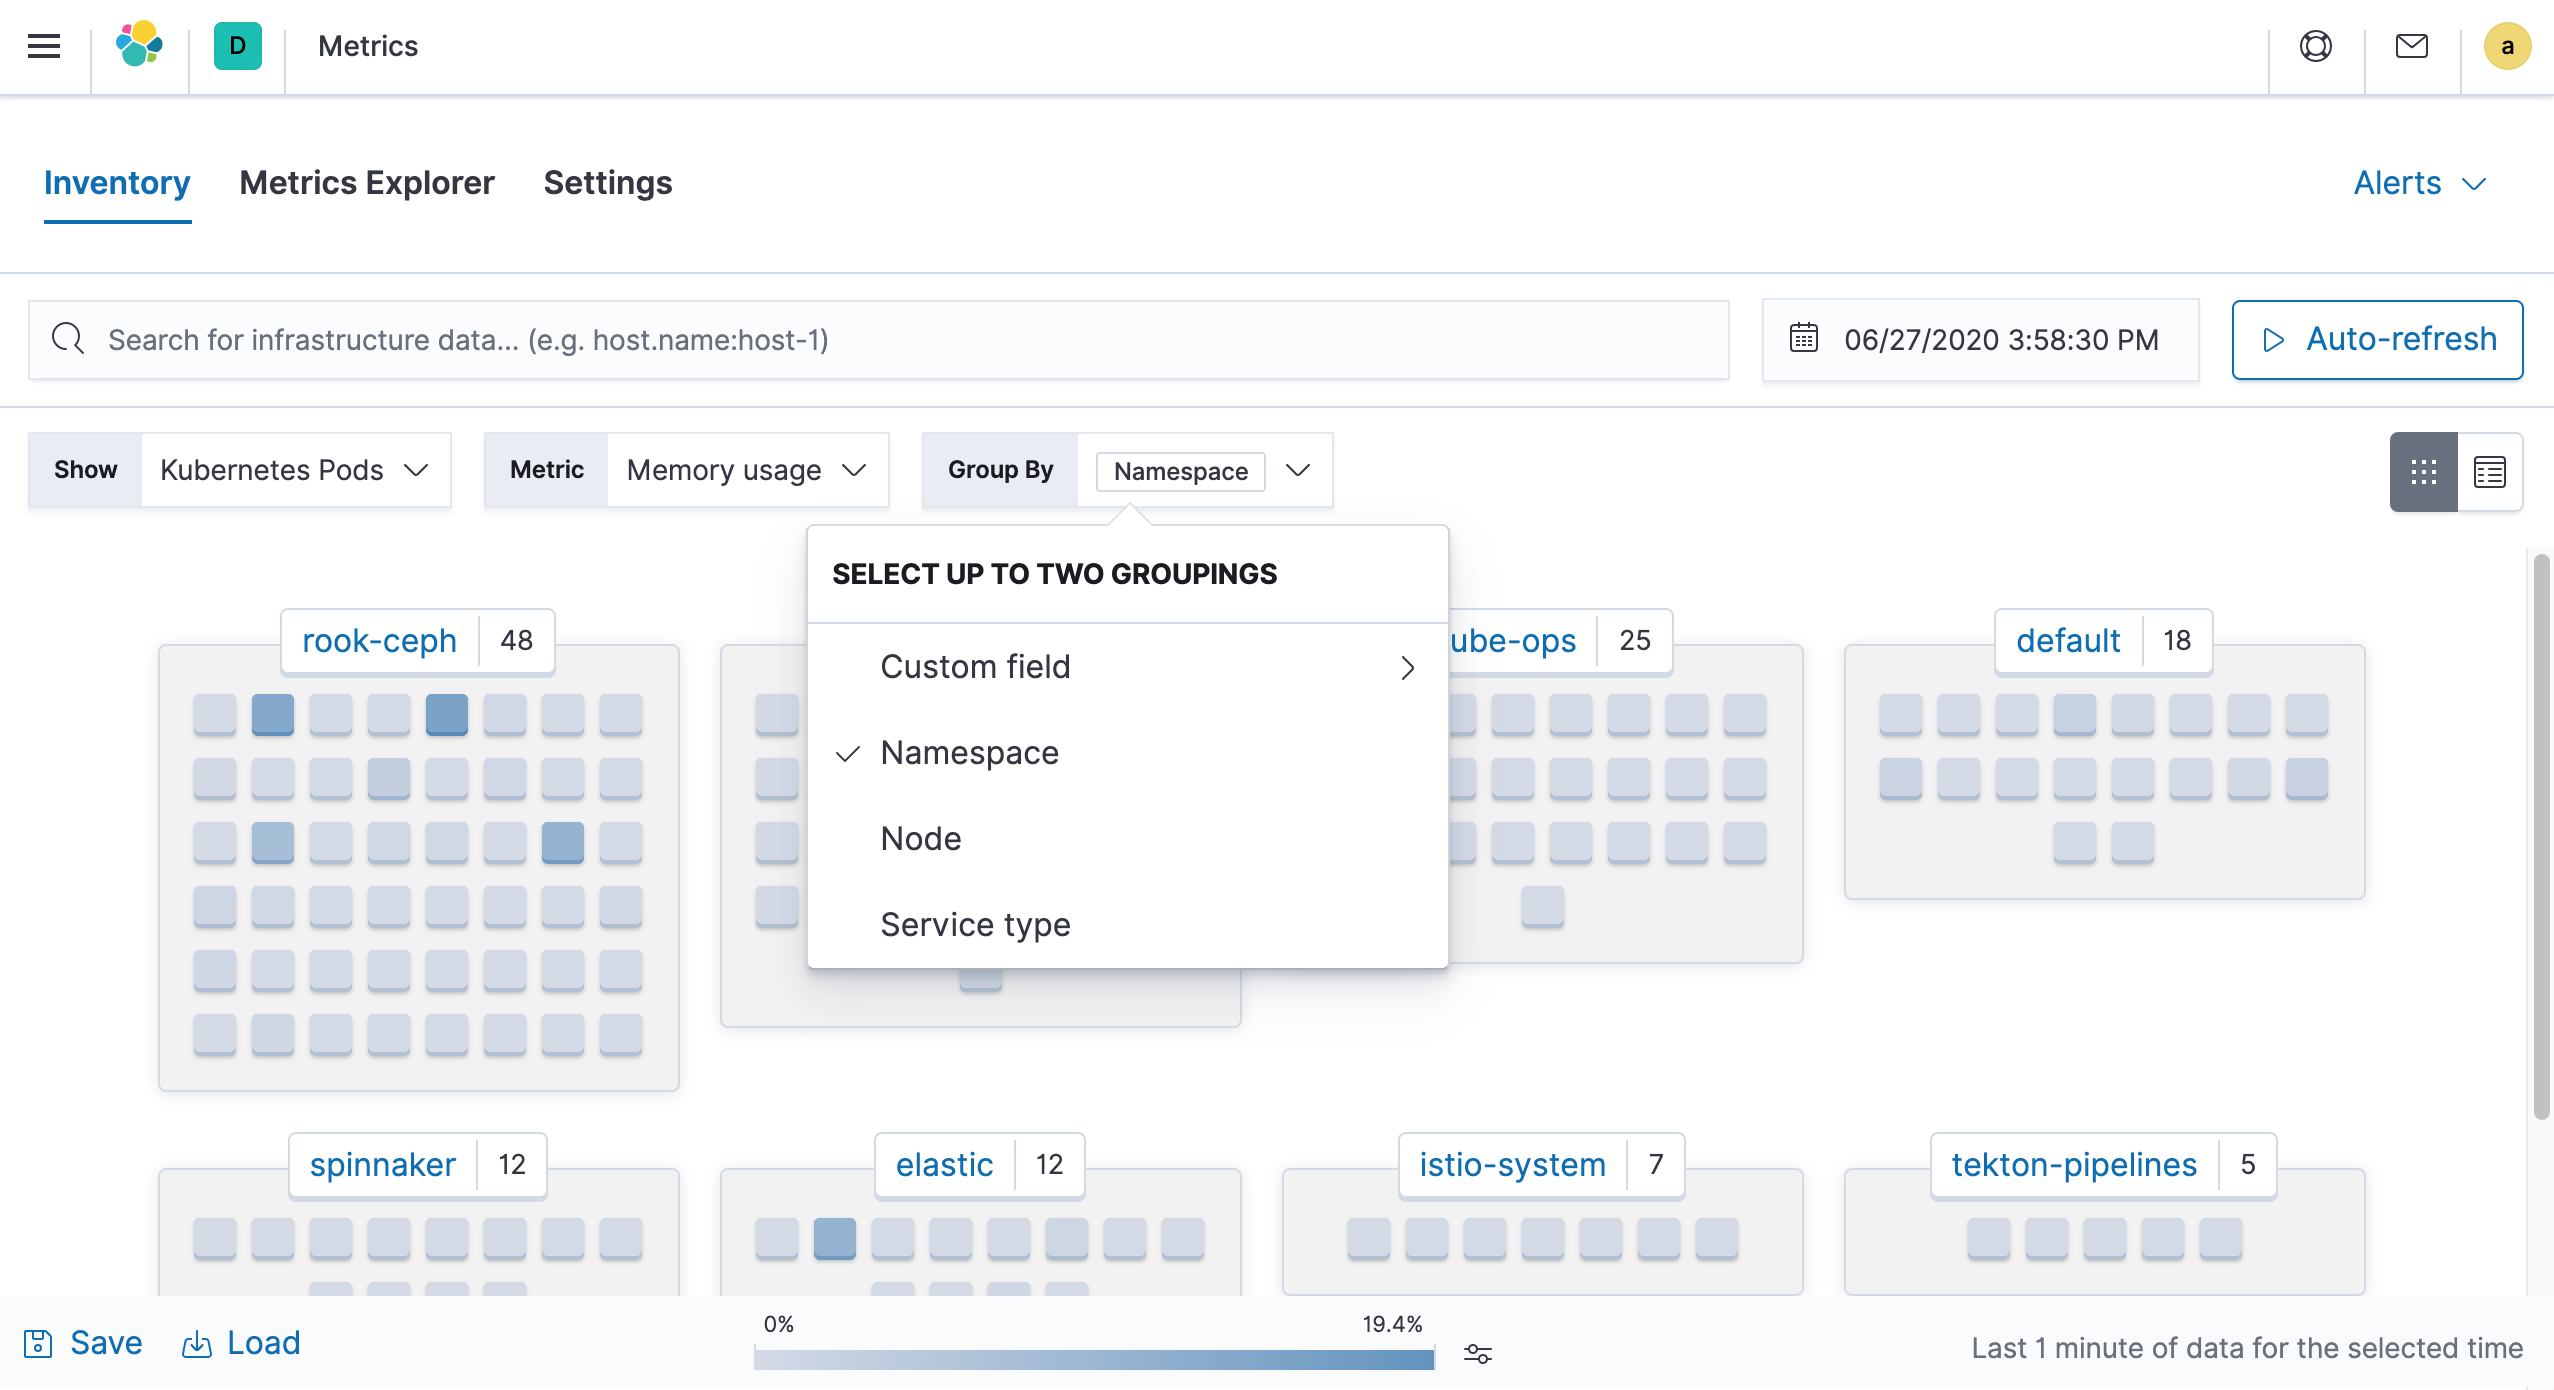 D Metrics a
Inventory Metrics Explorer Settings Alerts
Search for infrastructure data... (e.g. host.name:host-1) 06/27/2020 3:58:30 PM Auto-refresh
Show Kubernetes Pods Metric Memory usage Group By Namespace
SELECT UP TO TWO GROUPINGS
Custom field
Namespace
Node
Service type
rook-ceph 48 ube-ops 25 default 18
spinnaker 12 elastic 12 istio-system 7 tekton-pipelines 5
0% 19.4%
Save Load Last 1 minute of data for the selected time